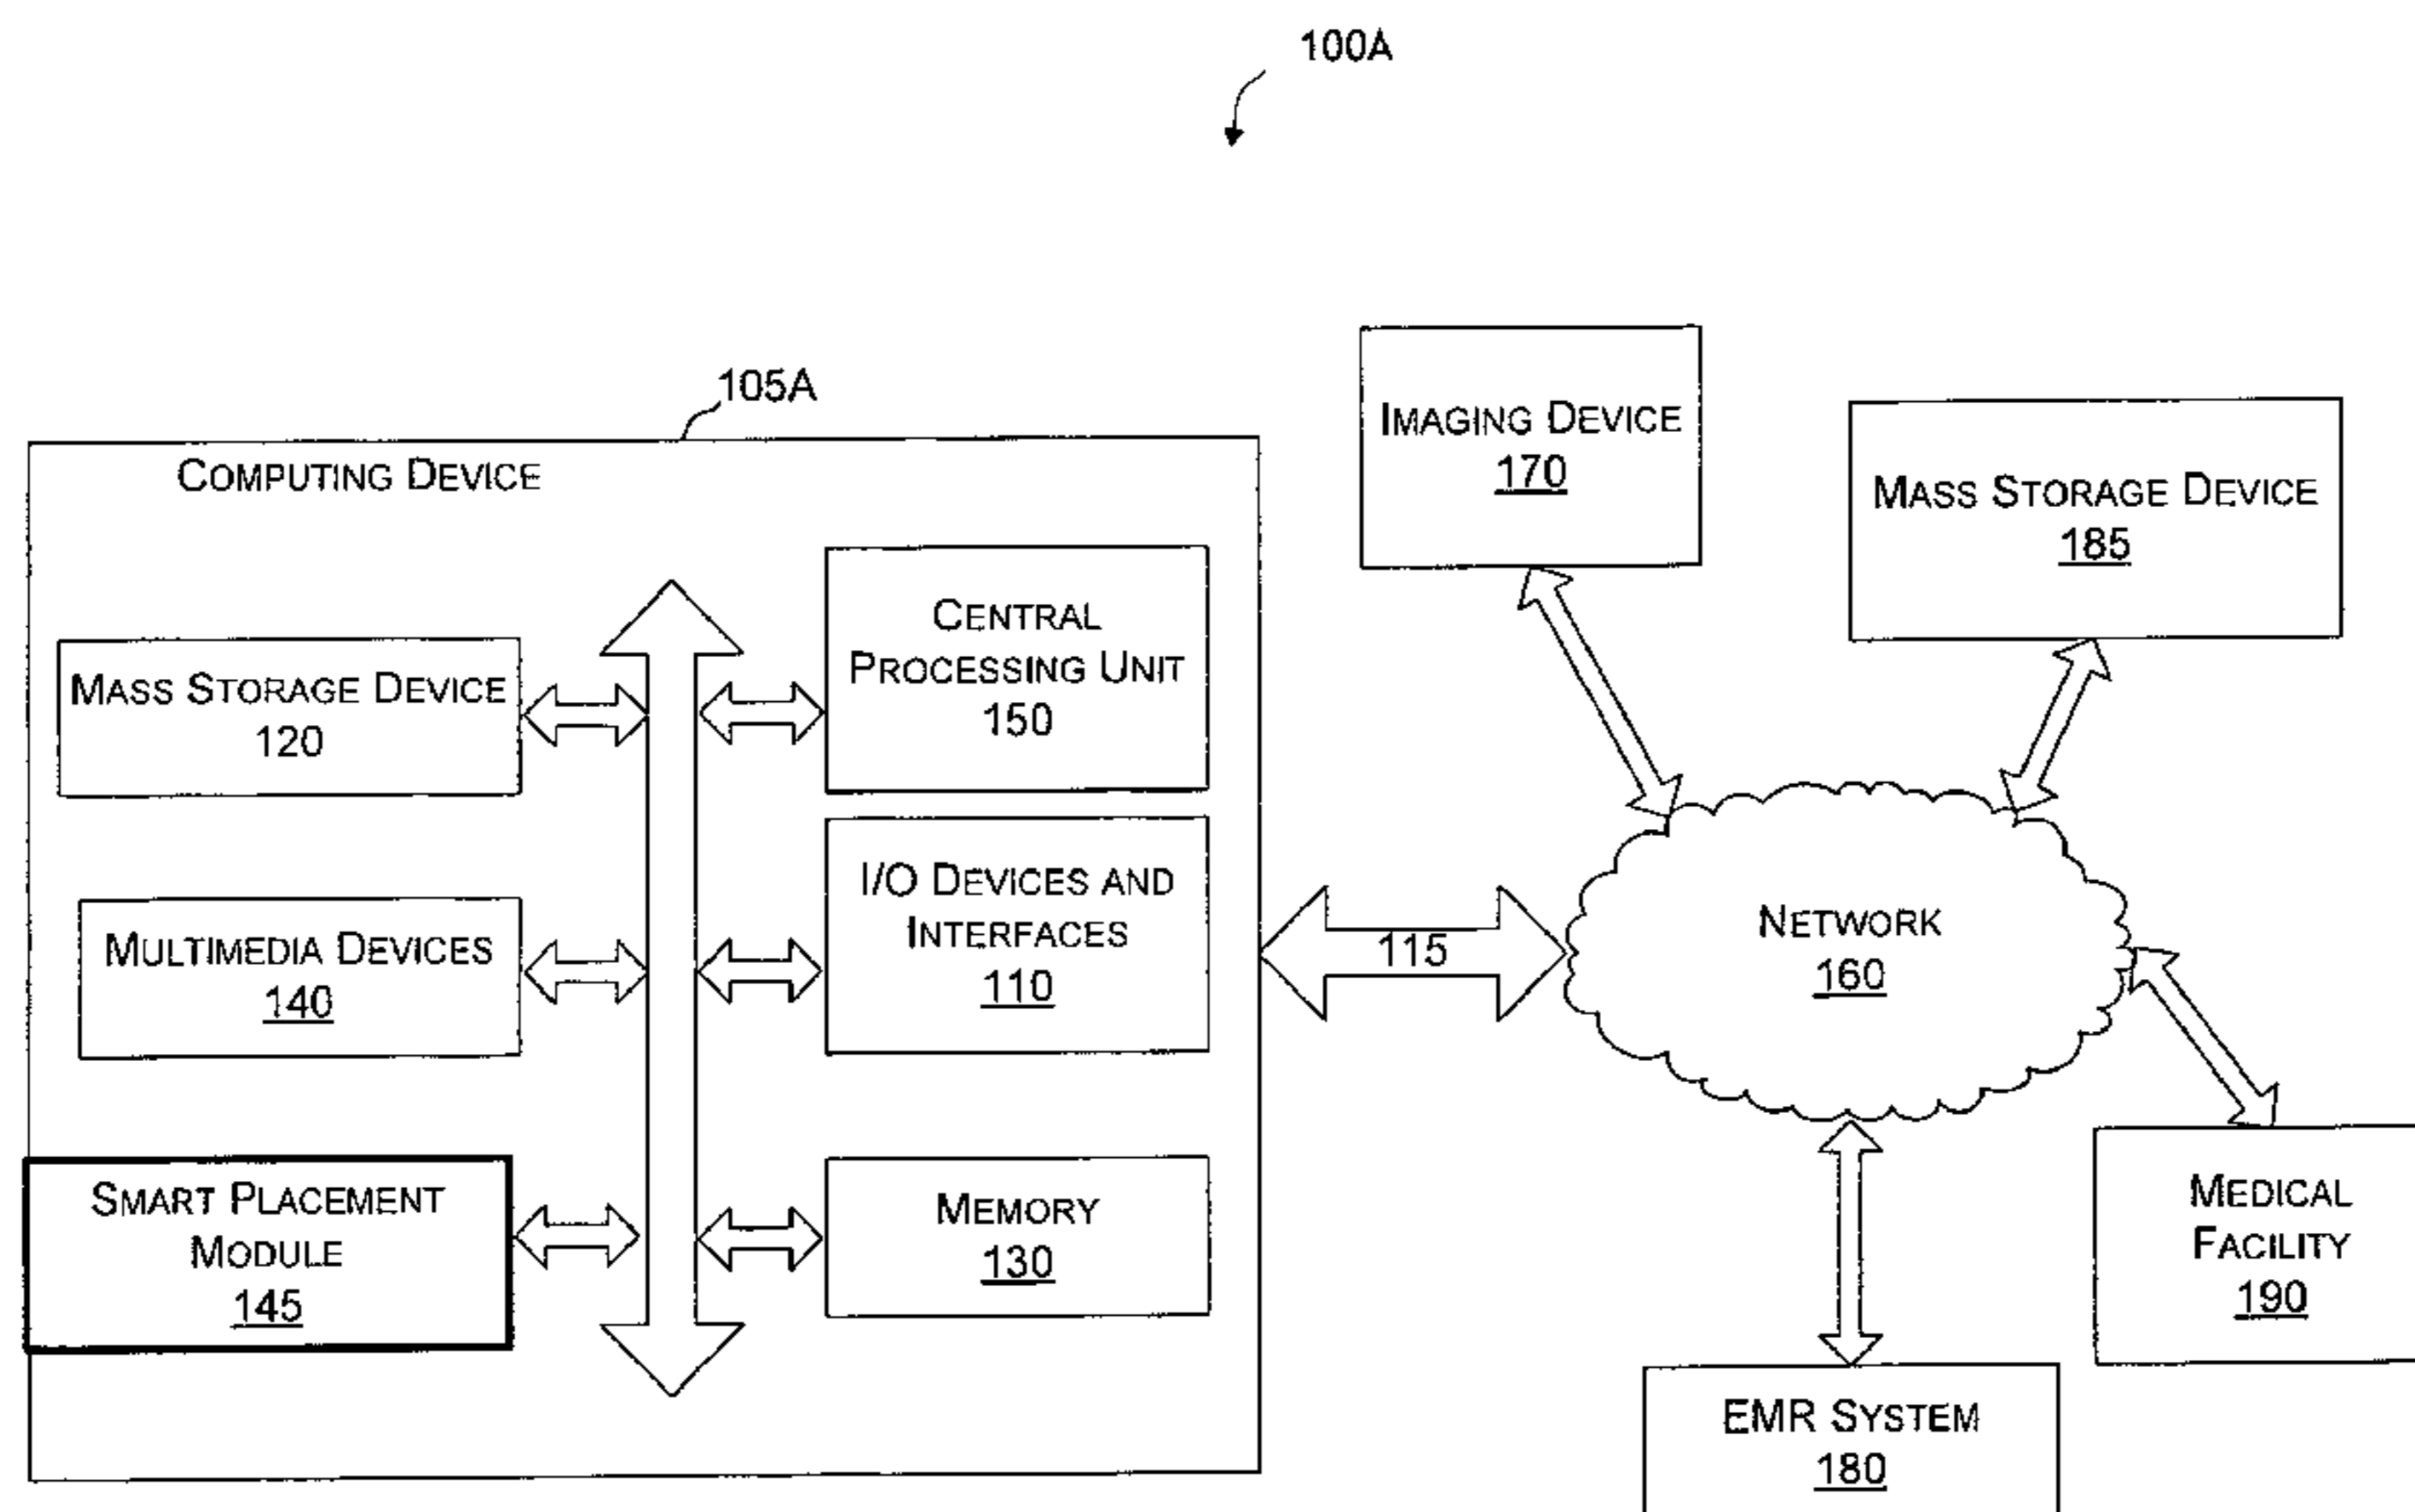 100A
105A
COMPUTING DEVICE
MASS STORAGE DEVICE
120
MULTIMEDIA DEVICES
140
SMART PLACEMENT
MODULE
145
CENTRAL
PROCESSING UNIT
150
I/O DEVICES AND
INTERFACES
110
MEMORY
130
115
IMAGING DEVICE
170
MASS STORAGE DEVICE
185
NETWORK
160
MEDICAL
FACILITY
190
EMR SYSTEM
180